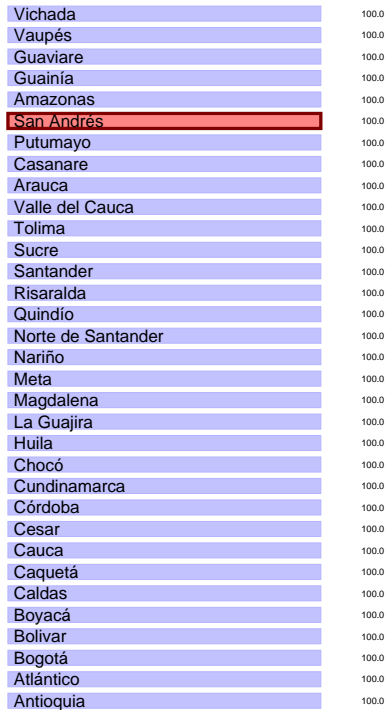 Vichada 100.0
Vaupés 100.0
Guaviare 100.0
Guainía 100.0
Amazonas 100.0
San Andrés 100.0
Putumayo 100.0
Casanare 100.0
Arauca 100.0
Valle del Cauca 100.0
Tolima 100.0
Sucre 100.0
Santander 100.0
Risaralda 100.0
Quindío 100.0
Norte de Santander 100.0
Nariño 100.0
Meta 100.0
Magdalena 100.0
La Guajira 100.0
Huila 100.0
Chocó 100.0
Cundinamarca 100.0
Córdoba 100.0
Cesar 100.0
Cauca 100.0
Caquetá 100.0
Caldas 100.0
Boyacá 100.0
Bolivar 100.0
Bogotá 100.0
Atlántico 100.0
Antioquia 100.0